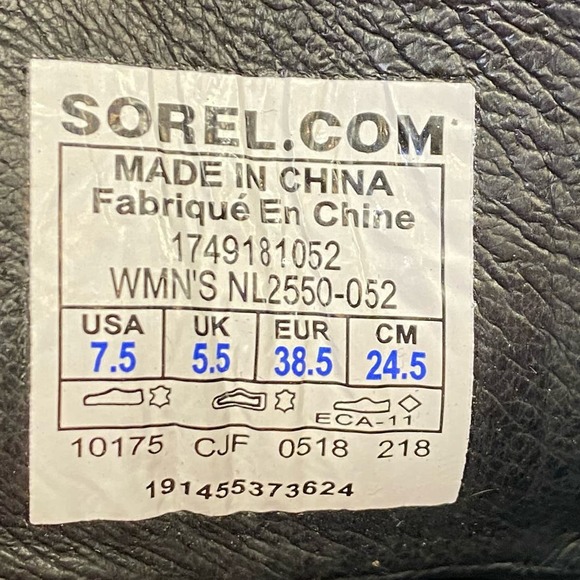 SOREL.COM
MADE IN CHINA
Fabriqué En Chine
1749181052
WMN'S NL2550-052
USA UK EUR CM
7.5 5.5 38.5 24.5
ECA-11
10175 CJF 0518 218
191455373624